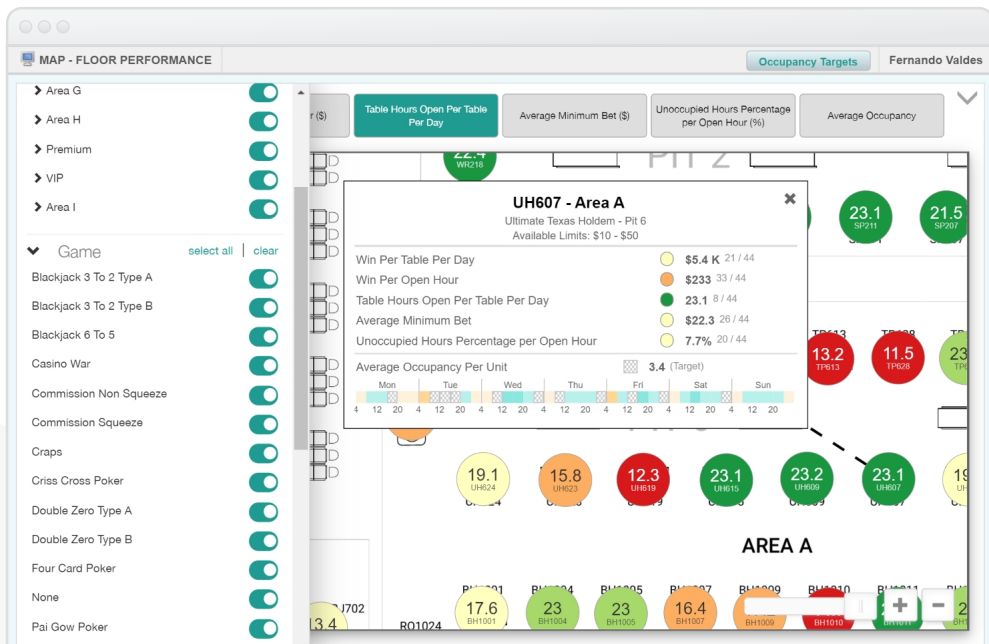 MAP - FLOOR PERFORMANCE
Occupancy Targets
Fernando Valdes
Area G
Area H
Premium
VIP
Area I
Game
select all | clear
Blackjack 3 To 2 Type A
Blackjack 3 To 2 Type B
Blackjack 6 To 5
Casino War
Commission Non Squeeze
Commission Squeeze
Craps
Criss Cross Poker
Double Zero Type A
Double Zero Type B
Four Card Poker
None
Pai Gow Poker
r ($)
Table Hours Open Per Table
Per Day
Average Minimum Bet ($)
Unoccupied Hours Percentage
per Open Hour (%)
Average Occupancy
22.4
WR218
PIT 2
23.1
SP211
21.5
SP207
UH607 - Area A
Ultimate Texas Holdem - Pit 6
Available Limits: $10 - $50
Win Per Table Per Day $5.4 K 21 / 44
Win Per Open Hour $233 33 / 44
Table Hours Open Per Table Per Day 23.1 8 / 44
Average Minimum Bet $22.3 26 / 44
Unoccupied Hours Percentage per Open Hour 7.7% 20 / 44
Average Occupancy Per Unit 3.4 (Target)
Mon Tue Wed Thu Fri Sat Sun
4 12 20 4 12 20 4 12 20 4 12 20 4 12 20 4 12 20 4 12 20
13.2
TP613
11.5
TP628
23
19.1
UH624
15.8
UH623
12.3
UH619
23.1
UH615
23.2
UH609
23.1
UH607
19
UH
AREA A
J702
13.4
RO1024
17.6
BH1001
23
BH1004
23
BH1005
16.4
BH1007
BH1009
BH1010
2
+ −